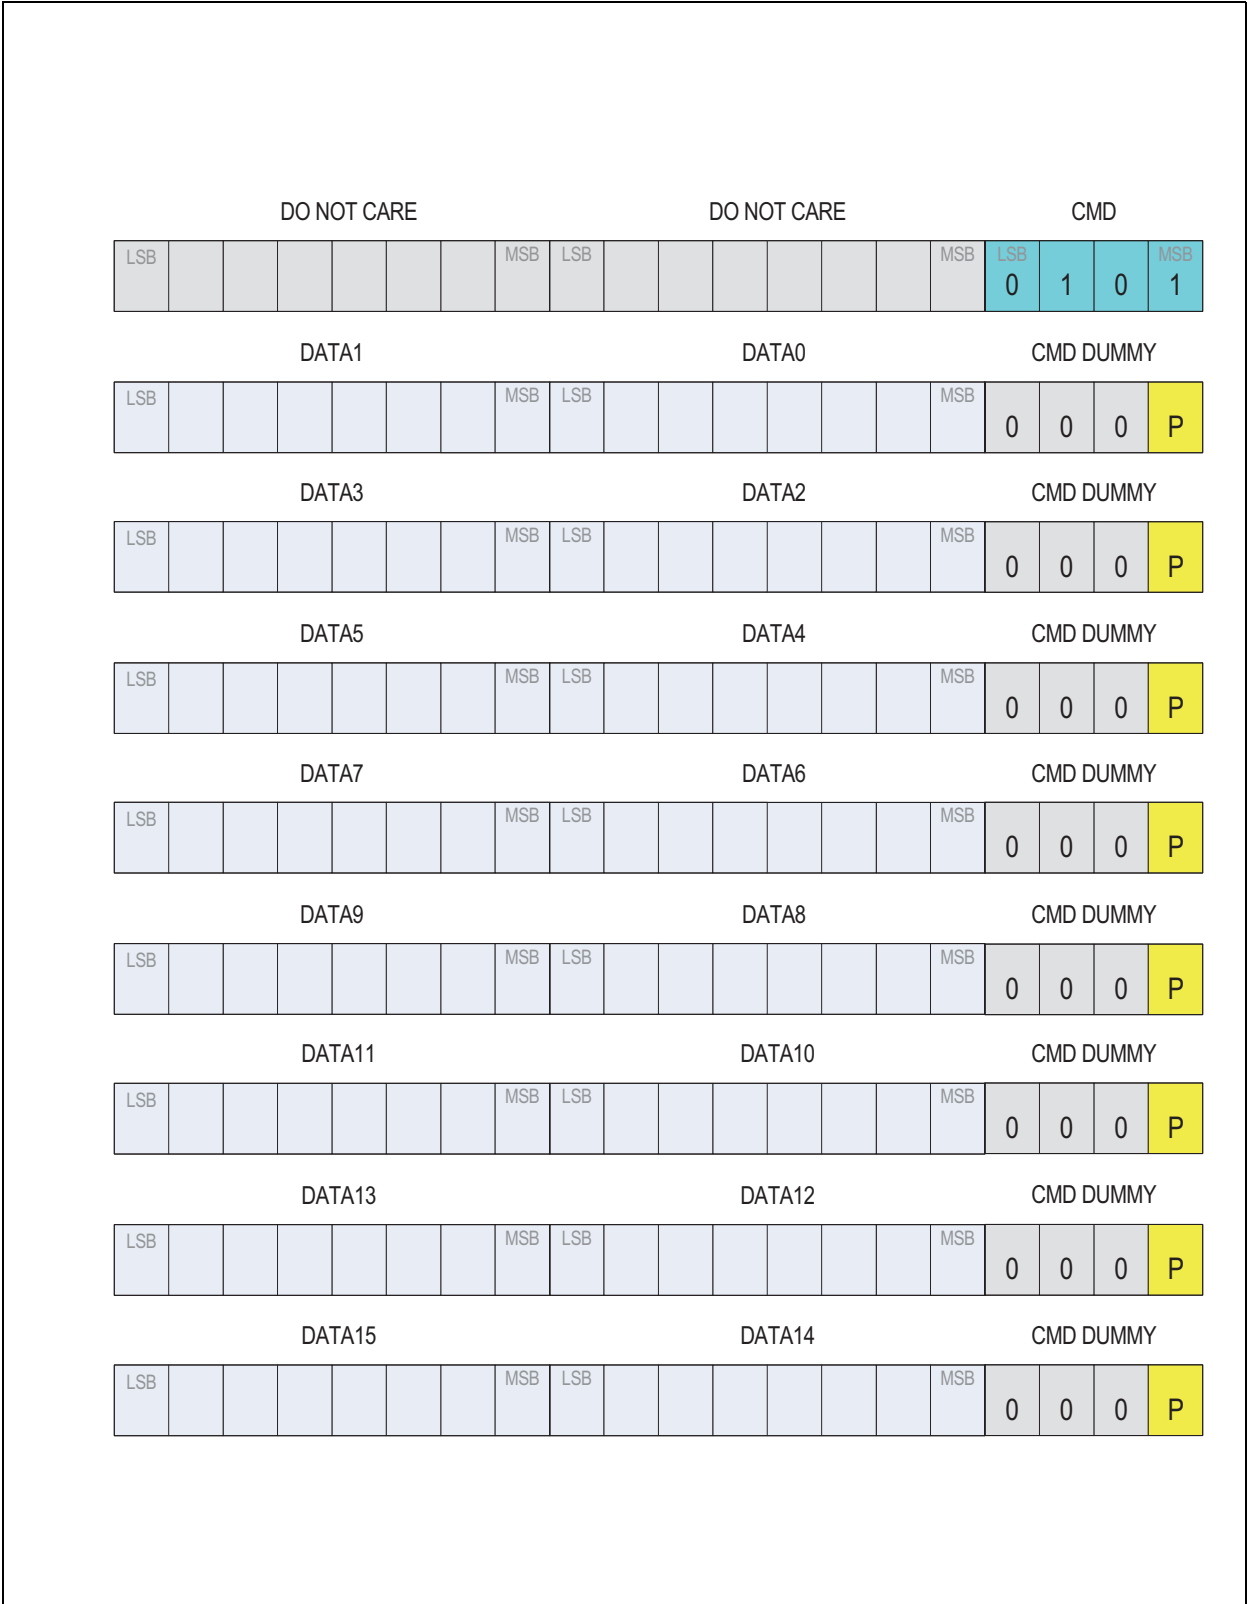 DO NOT CARE DO NOT CARE CMD
LSB MSB LSB MSB LSB MSB
0 1 0 1
DATA1 DATA0 CMD DUMMY
LSB MSB LSB MSB
0 0 0 P
DATA3 DATA2 CMD DUMMY
LSB MSB LSB MSB
0 0 0 P
DATA5 DATA4 CMD DUMMY
LSB MSB LSB MSB
0 0 0 P
DATA7 DATA6 CMD DUMMY
LSB MSB LSB MSB
0 0 0 P
DATA9 DATA8 CMD DUMMY
LSB MSB LSB MSB
0 0 0 P
DATA11 DATA10 CMD DUMMY
LSB MSB LSB MSB
0 0 0 P
DATA13 DATA12 CMD DUMMY
LSB MSB LSB MSB
0 0 0 P
DATA15 DATA14 CMD DUMMY
LSB MSB LSB MSB
0 0 0 P